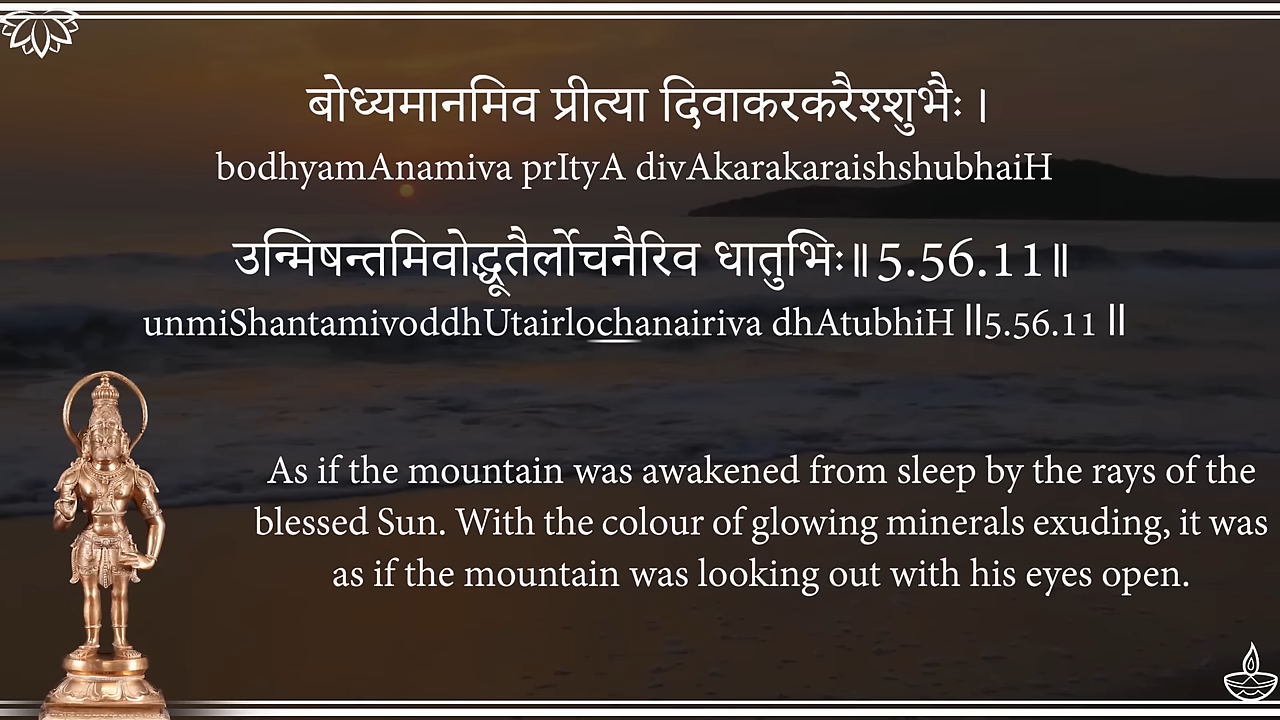 बोध्यमानमिव प्रीत्या दिवाकरकरैश्शुभैः ।
bodhyamAnamiva prItyA divAkarakaraishshubhaiH
उन्मिषन्तमिवोद्धूतैर्लोचनैरिव धातुभिः॥5.56.11॥
unmiShantamivoddhUtairlochanairiva dhAtubhiH ॥5.56.11 ॥
As if the mountain was awakened from sleep by the rays of the
blessed Sun. With the colour of glowing minerals exuding, it was
as if the mountain was looking out with his eyes open.